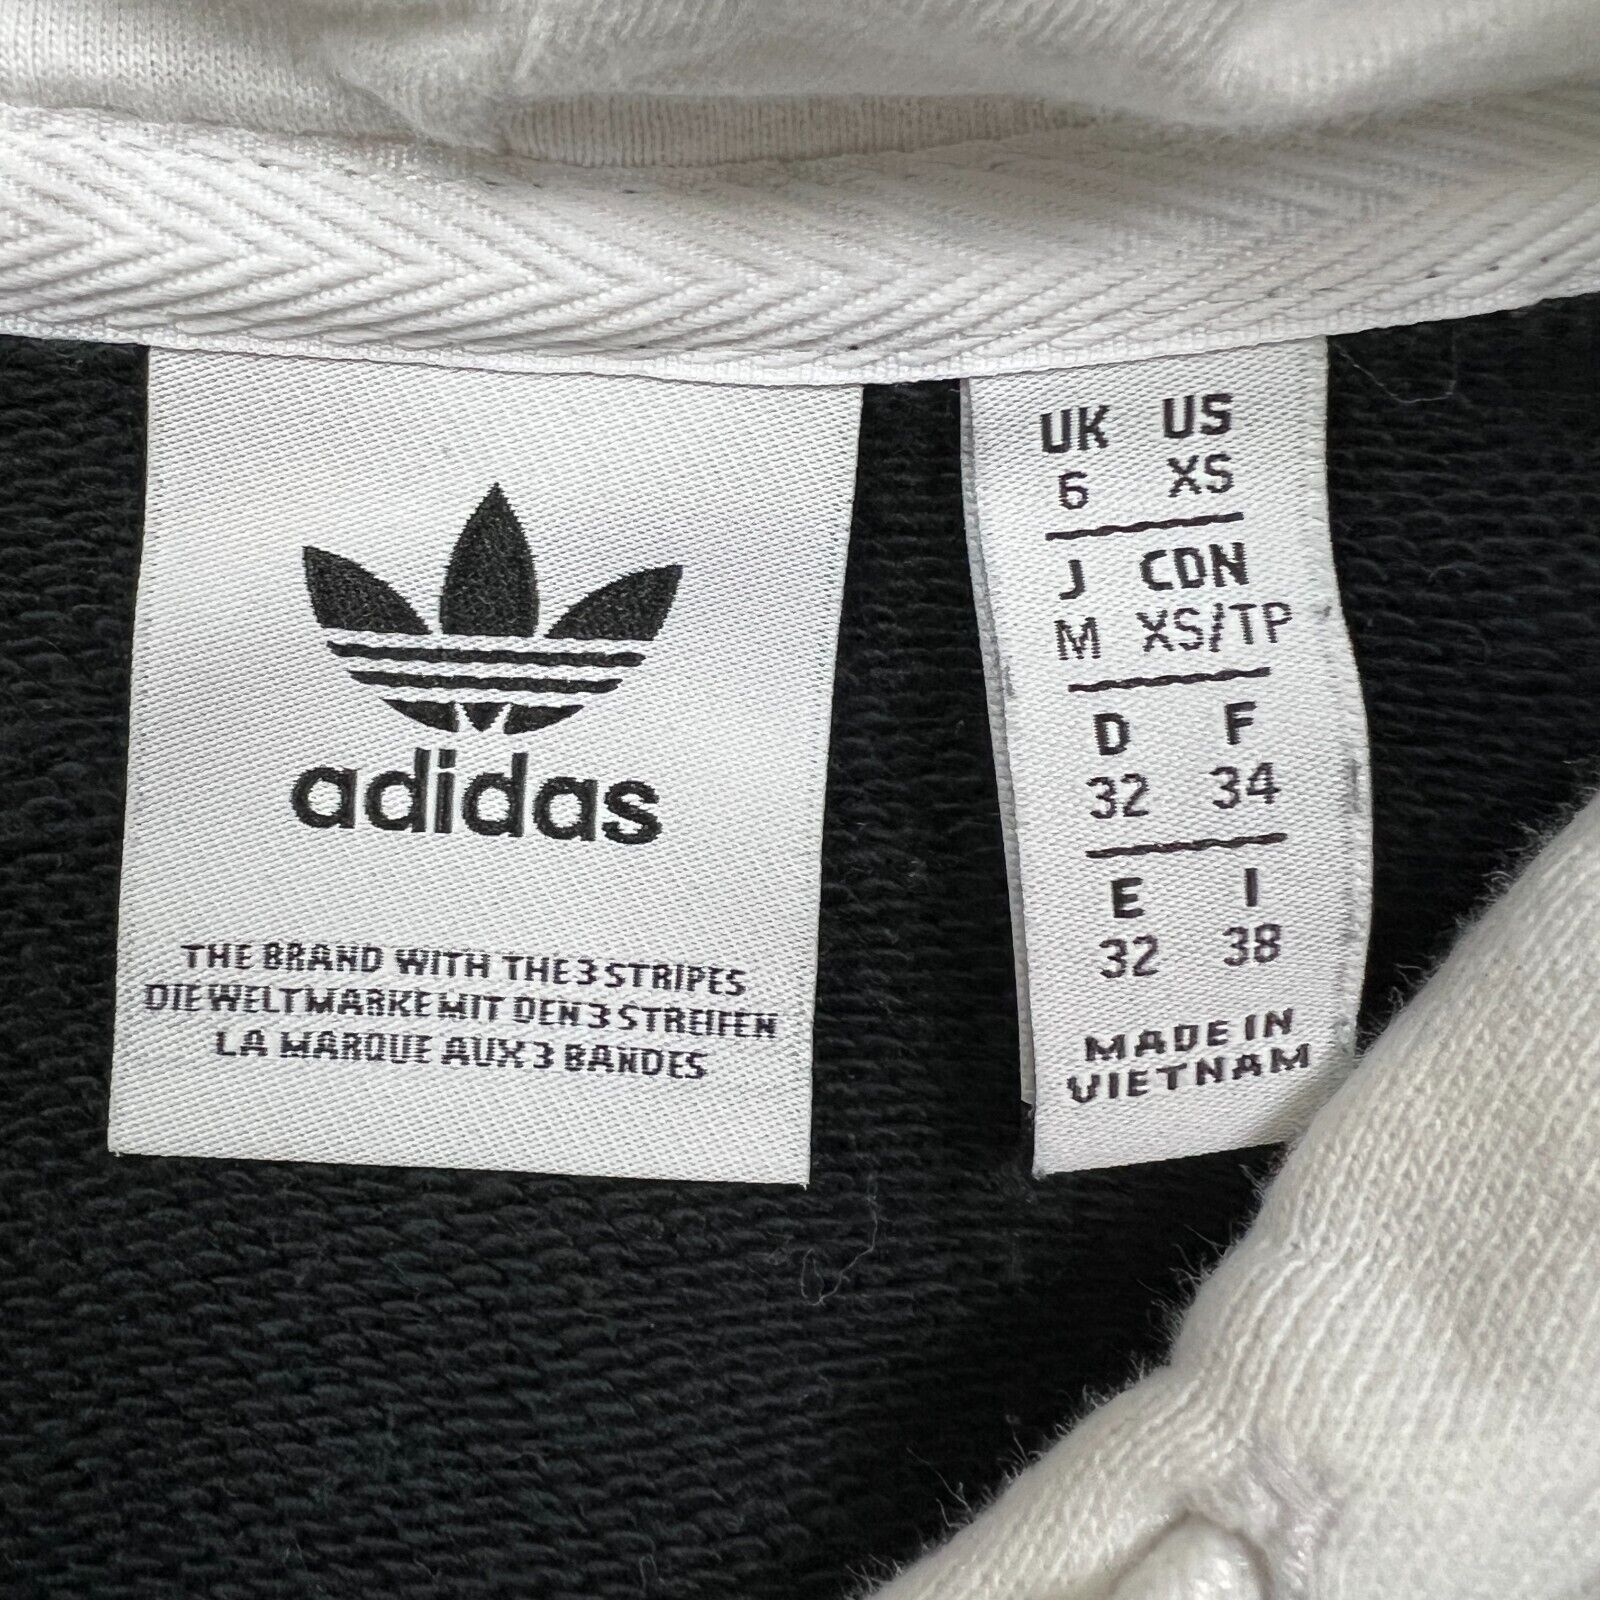 adidas
THE BRAND WITH THE 3 STRIPES
DIE WELTMARKE MIT DEN 3 STREIFEN
LA MARQUE AUX 3 BANDES
UK US
6 XS
J CDN
M XS/TP
D F
32 34
E I
32 38
MADE IN
VIETNAM